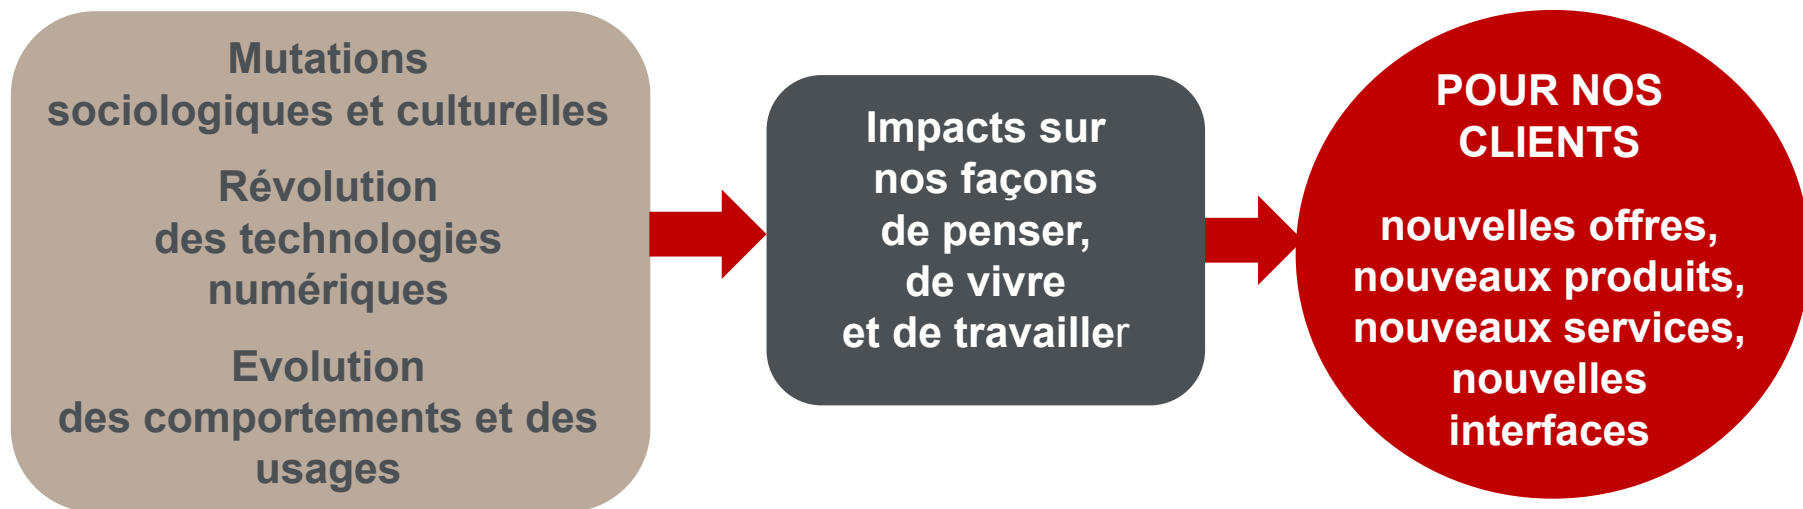 Mutations
sociologiques et culturelles
Révolution
des technologies
numériques
Evolution
des comportements et des
usages
Impacts sur
nos façons
de penser,
de vivre
et de travailler
POUR NOS
CLIENTS
nouvelles offres,
nouveaux produits,
nouveaux services,
nouvelles
interfaces